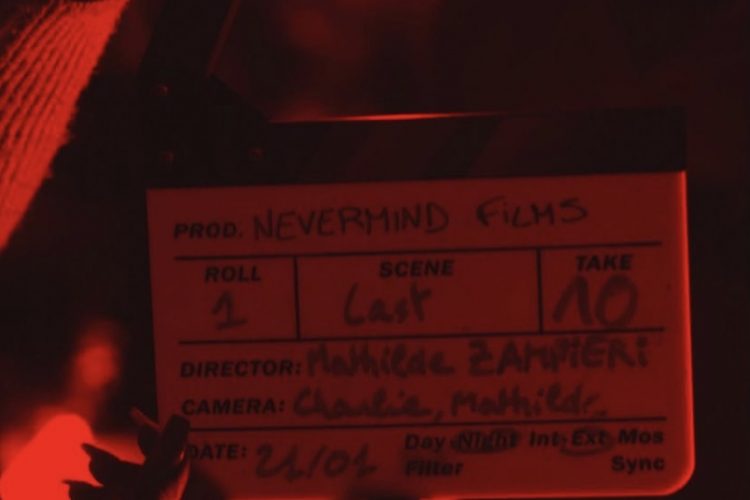 PROD. NEVERMIND FILMS
ROLL SCENE TAKE
1 Last 10
DIRECTOR: Mathilde ZAMPIERI
CAMERA: Charlie, Mathilde
DATE: 21/01 Day Night Int Ext Mos
Filter Sync